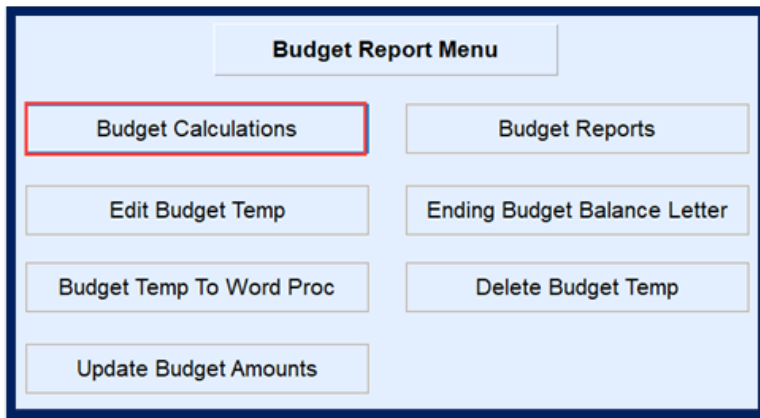 Budget Report Menu
Budget Calculations
Budget Reports
Edit Budget Temp
Ending Budget Balance Letter
Budget Temp To Word Proc
Delete Budget Temp
Update Budget Amounts